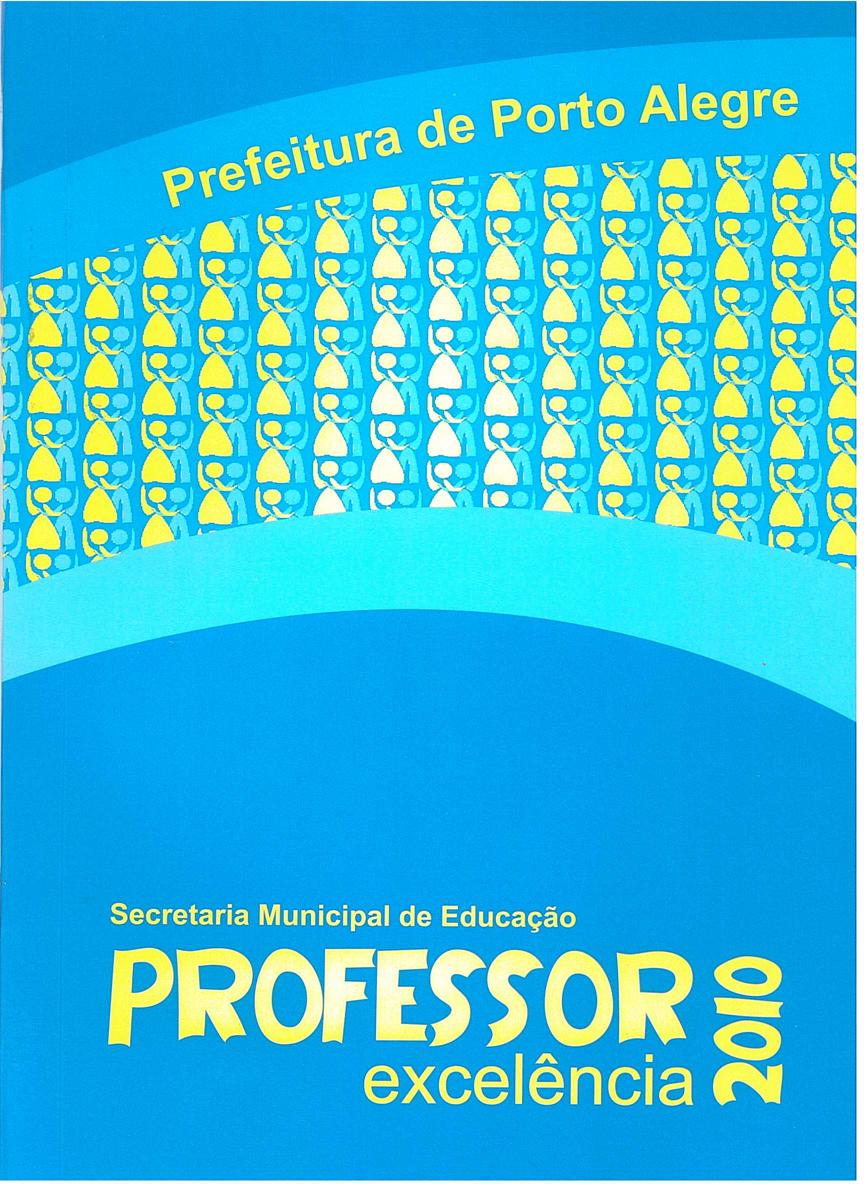 Prefeitura de Porto Alegre
Secretaria Municipal de Educação
PROFESSOR
excelência
2010